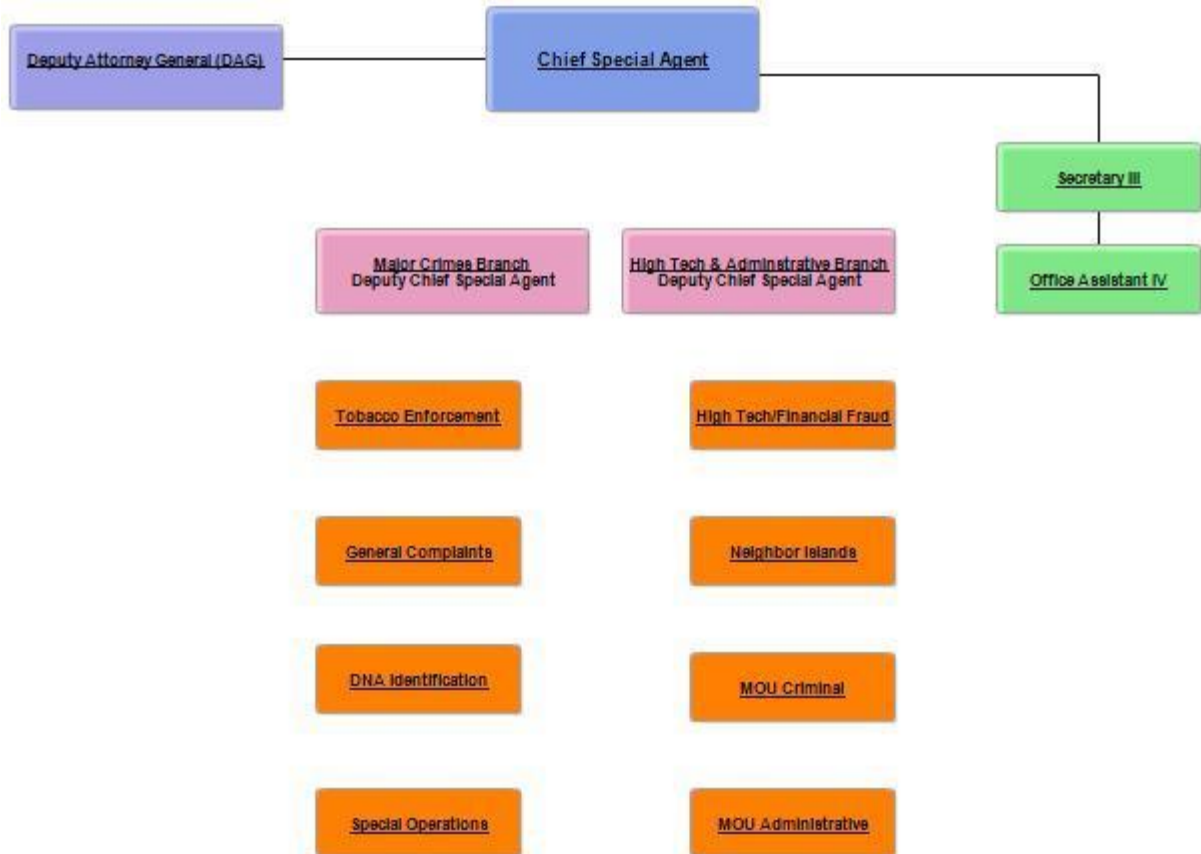 Deputy Attorney General (DAG)
Chief Special Agent
Secretary III
Office Assistant IV
Major Crimes Branch
Deputy Chief Special Agent
High Tech & Adminstrative Branch
Deputy Chief Special Agent
Tobacco Enforcement
High Tech/Financial Fraud
General Complaints
Neighbor Islands
DNA Identification
MOU Criminal
Special Operations
MOU Administrative